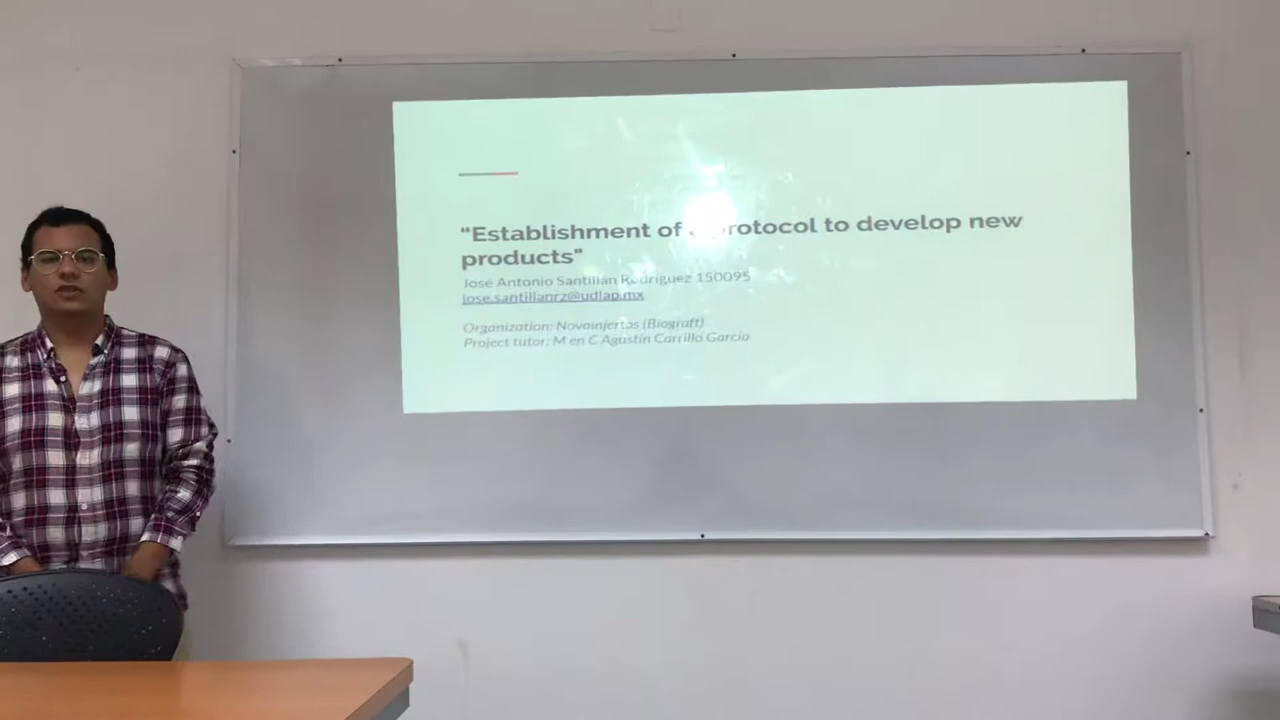 “Establishment of protocol to develop new
products”
José Antonio Santillán Rodríguez 150095
jose.santillanrz@udlap.mx
Organization: Novainjertos (Biograft)
Project tutor: M en C Agustín Carrillo García